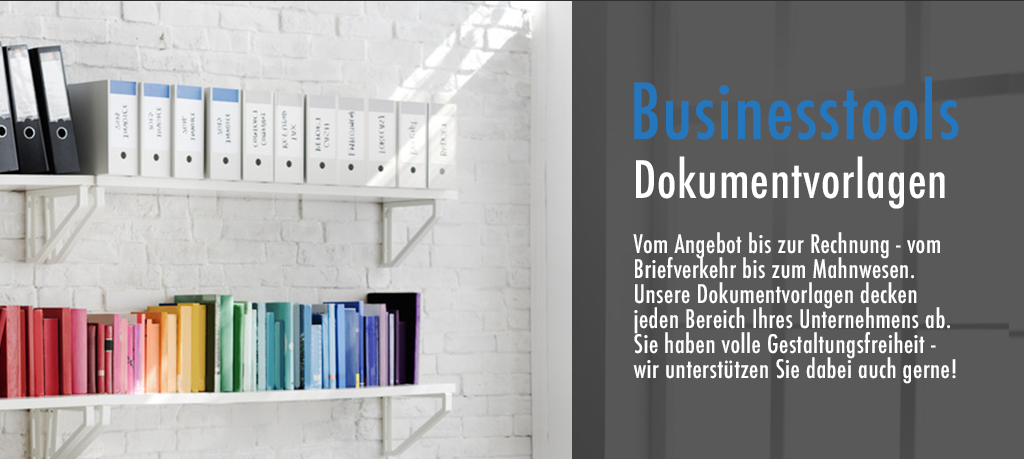 Businesstools
Dokumentvorlagen
Vom Angebot bis zur Rechnung - vom
Briefverkehr bis zum Mahnwesen.
Unsere Dokumentvorlagen decken
jeden Bereich Ihres Unternehmens ab.
Sie haben volle Gestaltungsfreiheit -
wir unterstützen Sie dabei auch gerne!